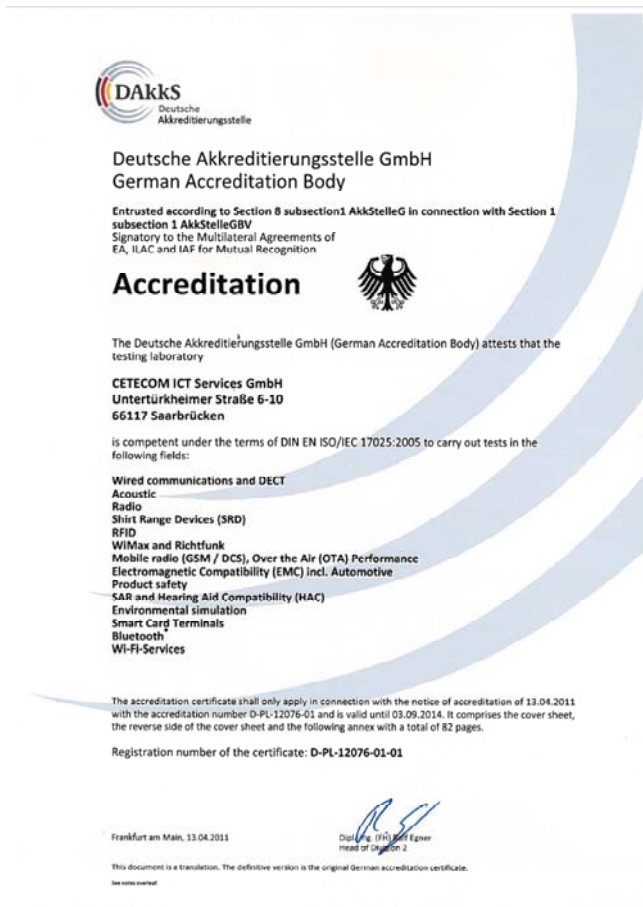 DAkkS
Deutsche
Akkreditierungsstelle
Deutsche Akkreditierungsstelle GmbH
German Accreditation Body
Entrusted according to Section 8 subsection1 AkkStelleG in connection with Section 1
subsection 1 AkkStelleGBV
Signatory to the Multilateral Agreements of
EA, ILAC and IAF for Mutual Recognition
Accreditation
The Deutsche Akkreditierungsstelle GmbH (German Accreditation Body) attests that the
testing laboratory
CETECOM ICT Services GmbH
Untertürkheimer Straße 6-10
66117 Saarbrücken
is competent under the terms of DIN EN ISO/IEC 17025:2005 to carry out tests in the
following fields:
Wired communications and DECT
Acoustic
Radio
Shirt Range Devices (SRD)
RFID
WiMax and Richtfunk
Mobile radio (GSM / DCS), Over the Air (OTA) Performance
Electromagnetic Compatibility (EMC) incl. Automotive
Product safety
SAR and Hearing Aid Compatibility (HAC)
Environmental simulation
Smart Card Terminals
Bluetooth
Wi-Fi-Services
The accreditation certificate shall only apply in connection with the notice of accreditation of 13.04.2011
with the accreditation number D-PL-12076-01 and is valid until 03.09.2014. It comprises the cover sheet,
the reverse side of the cover sheet and the following annex with a total of 82 pages.
Registration number of the certificate: D-PL-12076-01-01
Frankfurt am Main, 13.04.2011
Dipl.-Ing. (FH) Ralf Egner
Head of Division 2
This document is a translation. The definitive version is the original German accreditation certificate.
See notes overleaf.